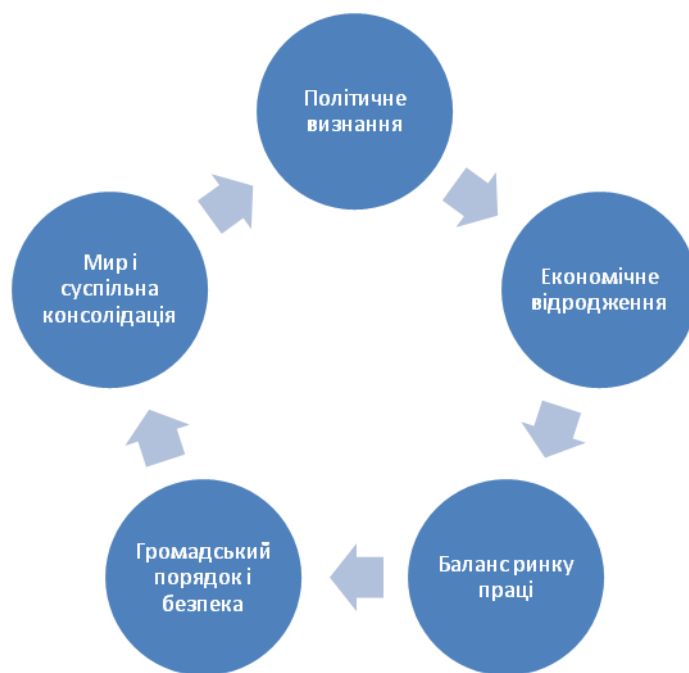 Політичне
визнання
Економічне
відродження
Баланс ринку
праці
Громадський
порядок і
безпека
Мир і
суспільна
консолідація